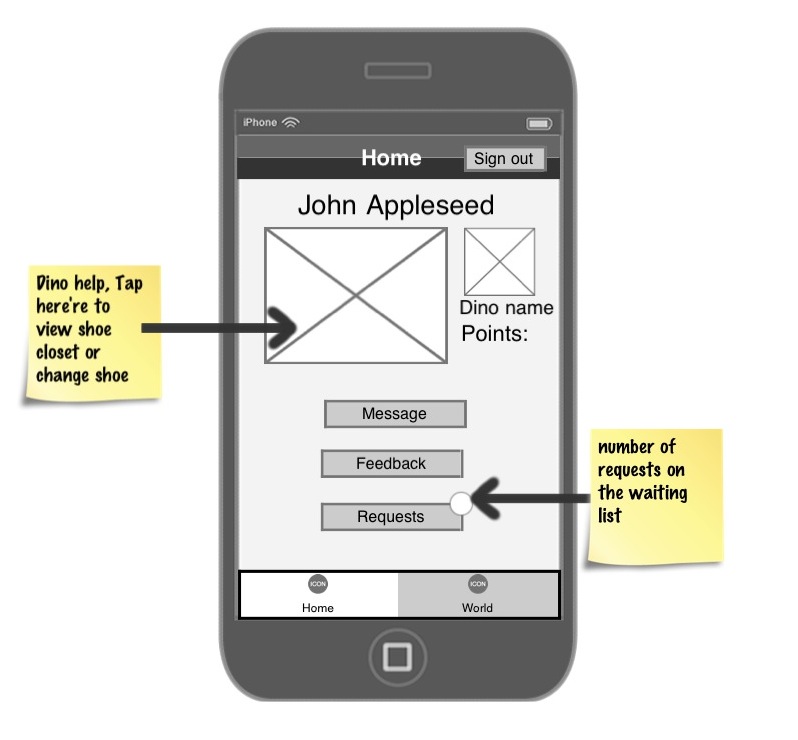 iPhone
Home
Sign out
John Appleseed
Dino name
Points:
Dino help, Tap
here're to
view shoe
closet or
change shoe
Message
Feedback
Requests
number of
requests on
the waiting
list
ICON
Home
ICON
World